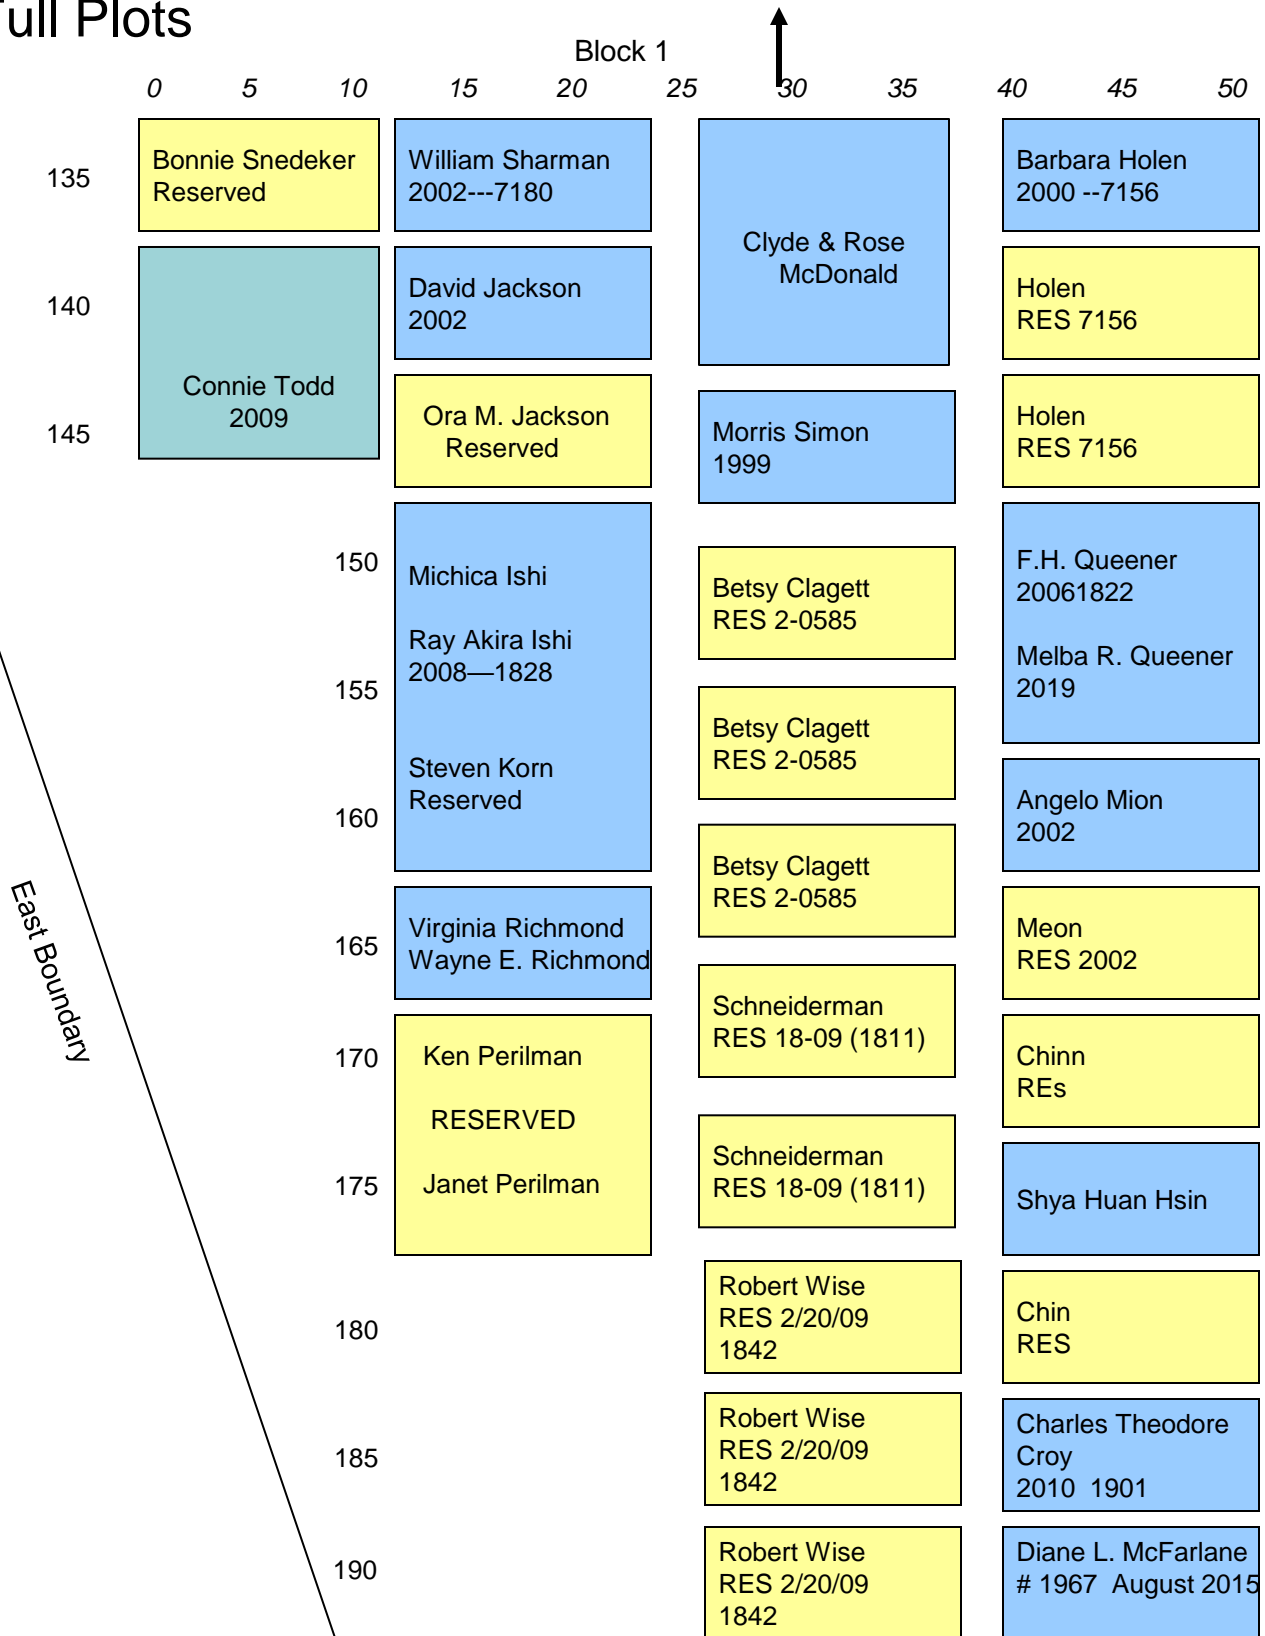 Full Plots
Block 1
0 5 10 15 20 25 30 35 40 45 50
135
140
145
150
155
160
165
170
175
180
185
190
East Boundary
Bonnie Snedeker
Reserved
Connie Todd
2009
William Sharman
2002---7180
David Jackson
2002
Ora M. Jackson
Reserved
Michica Ishi
Ray Akira Ishi
2008—1828
Steven Korn
Reserved
Virginia Richmond
Wayne E. Richmond
Ken Perilman
RESERVED
Janet Perilman
Clyde & Rose
McDonald
Morris Simon
1999
Betsy Clagett
RES 2-0585
Betsy Clagett
RES 2-0585
Betsy Clagett
RES 2-0585
Schneiderman
RES 18-09 (1811)
Schneiderman
RES 18-09 (1811)
Robert Wise
RES 2/20/09
1842
Robert Wise
RES 2/20/09
1842
Robert Wise
RES 2/20/09
1842
Barbara Holen
2000 --7156
Holen
RES 7156
Holen
RES 7156
F.H. Queener
20061822
Melba R. Queener
2019
Angelo Mion
2002
Meon
RES 2002
Chinn
REs
Shya Huan Hsin
Chin
RES
Charles Theodore
Croy
2010 1901
Diane L. McFarlane
# 1967 August 2015